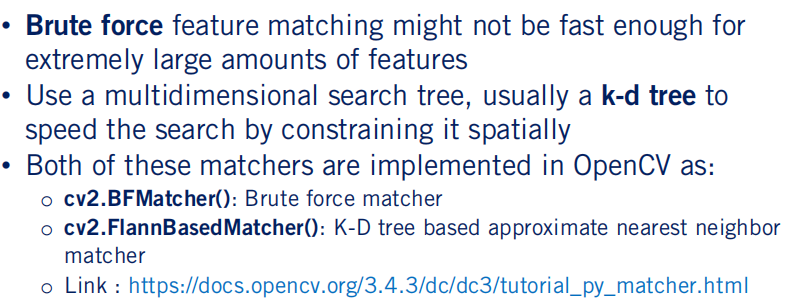 • Brute force feature matching might not be fast enough for
extremely large amounts of features
• Use a multidimensional search tree, usually a k-d tree to
speed the search by constraining it spatially
• Both of these matchers are implemented in OpenCV as:
o cv2.BFMatcher(): Brute force matcher
o cv2.FlannBasedMatcher(): K-D tree based approximate nearest neighbor
matcher
o Link : https://docs.opencv.org/3.4.3/dc/dc3/tutorial_py_matcher.html